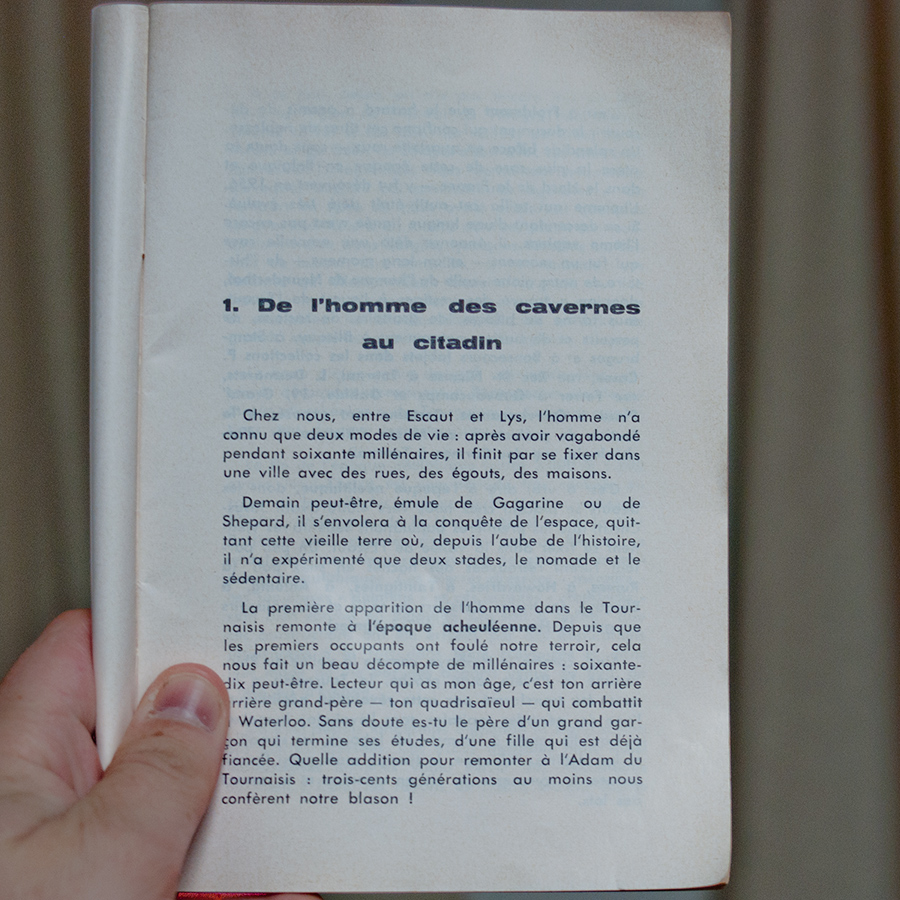 1. De l'homme des cavernes
au citadin
Chez nous, entre Escaut et Lys, l'homme n'a
connu que deux modes de vie : après avoir vagabondé
pendant soixante millénaires, il finit par se fixer dans
une ville avec des rues, des égouts, des maisons.
Demain peut-être, émule de Gagarine ou de
Shepard, il s'envolera à la conquête de l'espace, quit-
tant cette vieille terre où, depuis l'aube de l'histoire,
il n'a expérimenté que deux stades, le nomade et le
sédentaire.
La première apparition de l'homme dans le Tour-
naisis remonte à l'époque acheuléenne. Depuis que
les premiers occupants ont foulé notre terroir, cela
nous fait un beau décompte de millénaires : soixante-
dix peut-être. Lecteur qui as mon âge, c'est ton arrière
rrière grand-père — ton quadrisaïeul — qui combattit
Waterloo. Sans doute es-tu le père d'un grand gar-
çon qui termine ses études, d'une fille qui est déjà
fiancée. Quelle addition pour remonter à l'Adam du
Tournaisis : trois-cents générations au moins nous
confèrent notre blason !